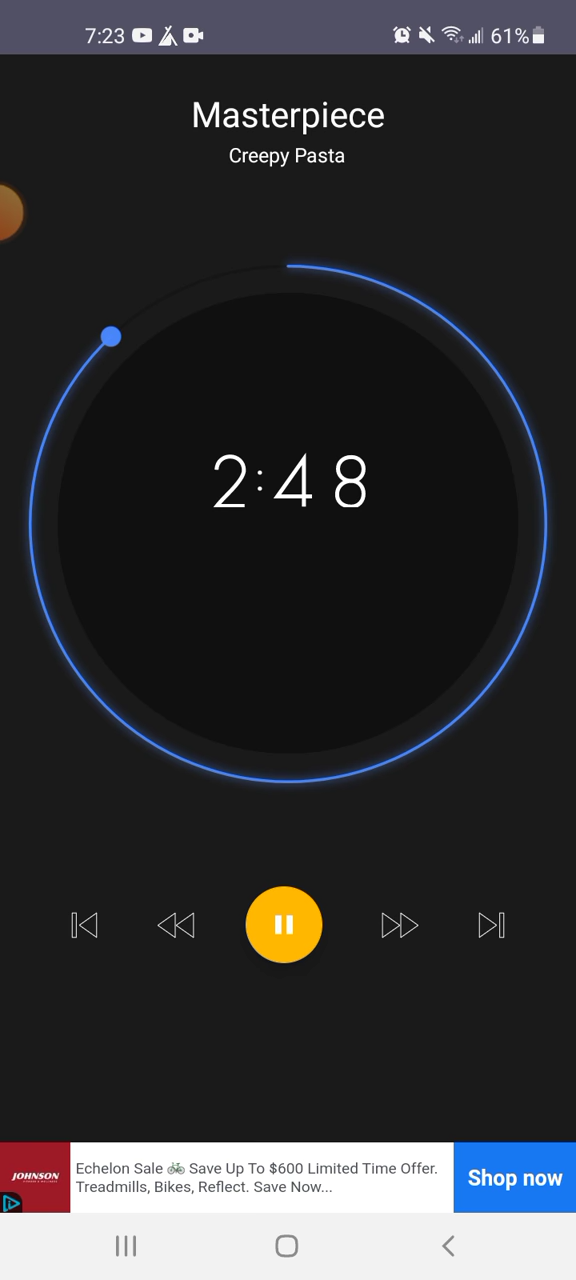 7:23 61%
Masterpiece
Creepy Pasta
2:48
JOHNSON
Echelon Sale 🚲 Save Up To $600 Limited Time Offer.
Treadmills, Bikes, Reflect. Save Now...
Shop now